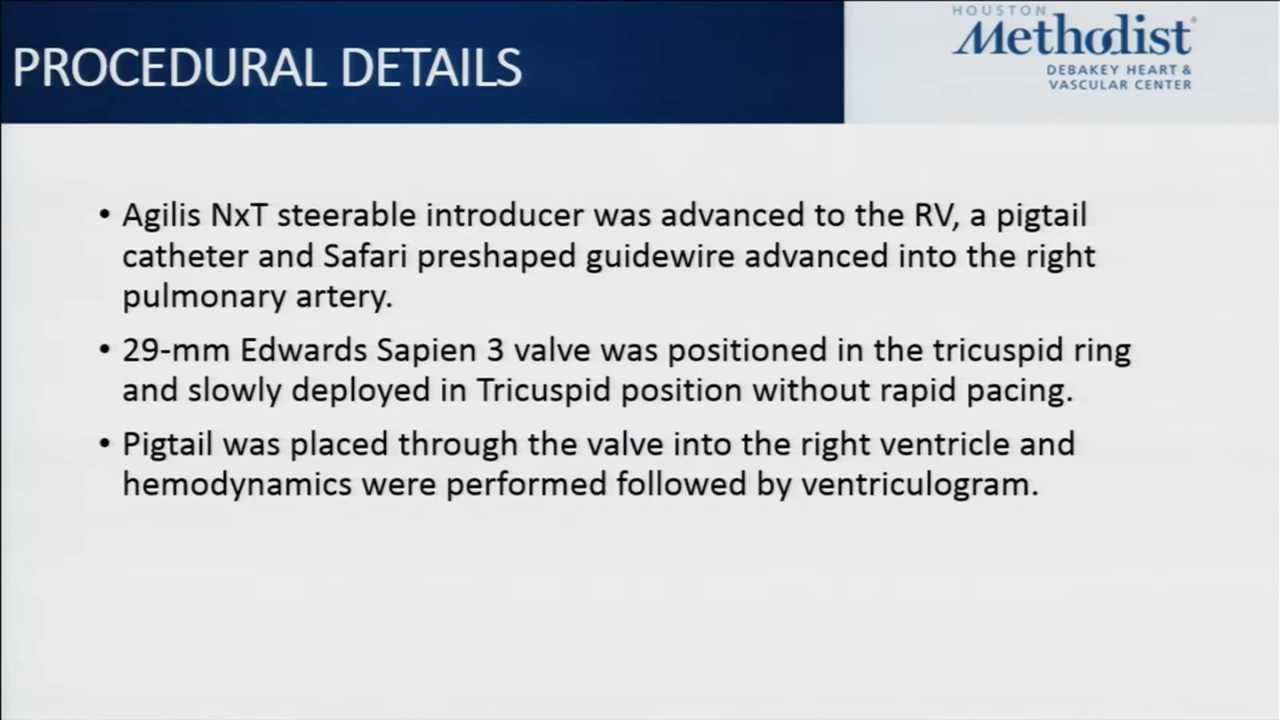 PROCEDURAL DETAILS
HOUSTON
Methodist®
DEBAKEY HEART &
VASCULAR CENTER
• Agilis NxT steerable introducer was advanced to the RV, a pigtail
catheter and Safari preshaped guidewire advanced into the right
pulmonary artery.
• 29-mm Edwards Sapien 3 valve was positioned in the tricuspid ring
and slowly deployed in Tricuspid position without rapid pacing.
• Pigtail was placed through the valve into the right ventricle and
hemodynamics were performed followed by ventriculogram.